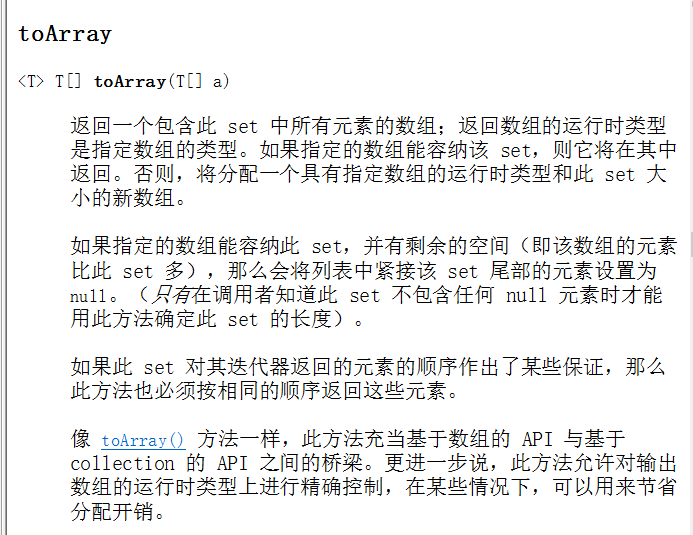 toArray
<T> T[] toArray(T[] a)
返回一个包含此 set 中所有元素的数组；返回数组的运行时类型
是指定数组的类型。如果指定的数组能容纳该 set，则它将在其中
返回。否则，将分配一个具有指定数组的运行时类型和此 set 大
小的新数组。
如果指定的数组能容纳此 set，并有剩余的空间（即该数组的元素
比此 set 多），那么会将列表中紧接该 set 尾部的元素设置为
null。（只有在调用者知道此 set 不包含任何 null 元素时才能
用此方法确定此 set 的长度）。
如果此 set 对其迭代器返回的元素的顺序作出了某些保证，那么
此方法也必须按相同的顺序返回这些元素。
像 toArray() 方法一样，此方法充当基于数组的 API 与基于
collection 的 API 之间的桥梁。更进一步说，此方法允许对输出
数组的运行时类型上进行精确控制，在某些情况下，可以用来节省
分配开销。